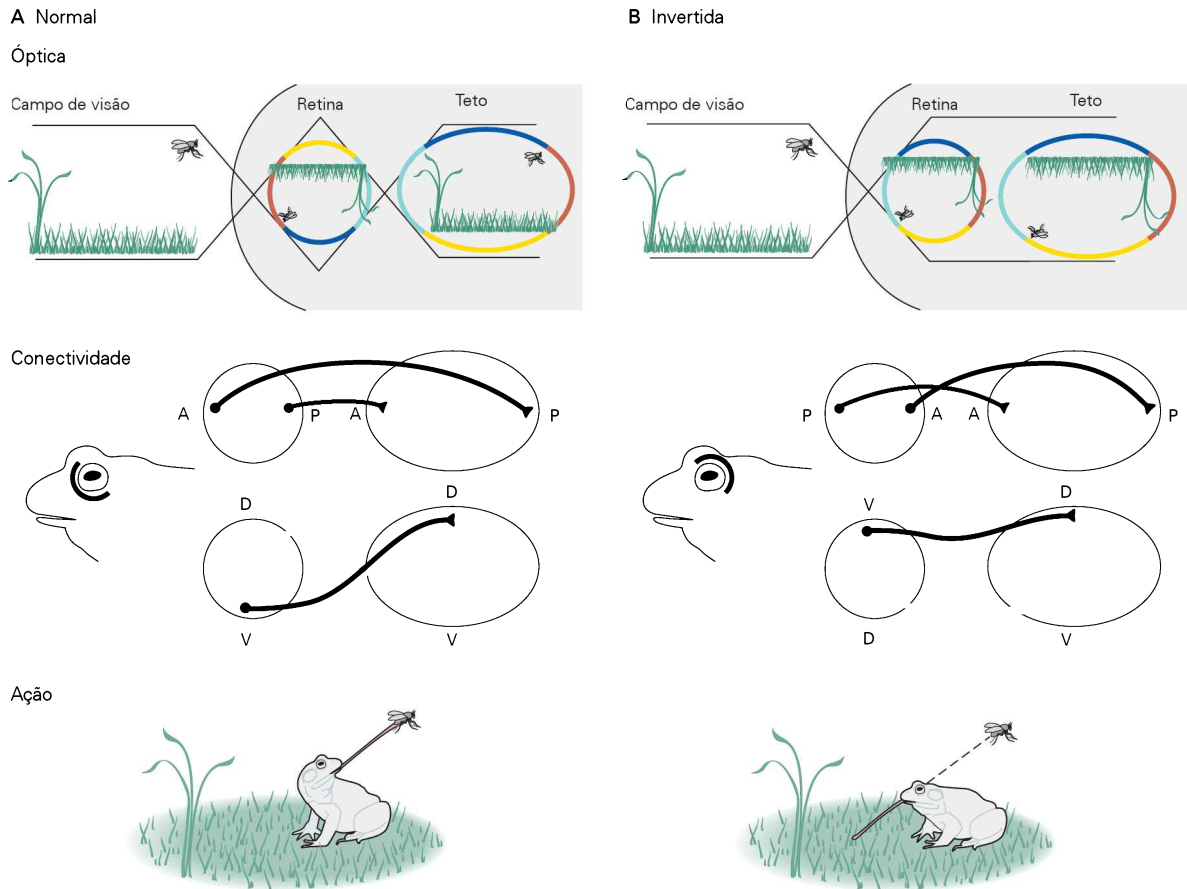 A Normal
B Invertida
Óptica
Campo de visão
Retina
Teto
Campo de visão
Retina
Teto
Conectividade
A
P
A
P
P
A
A
P
D
D
V
D
V
V
D
V
Ação